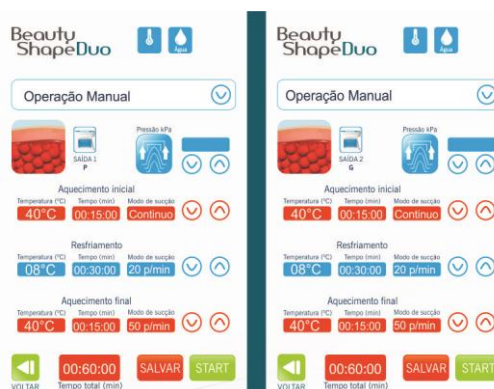 Beauty
ShapeDuo
Água
Operação Manual
Pressão kPa
SAÍDA 1
P
Aquecimento inicial
Temperatura (°C) Tempo (min) Modo de sucção
40°C 00:15:00 Continuo
Resfriamento
Temperatura (°C) Tempo (min) Modo de sucção
08°C 00:30:00 20 p/min
Aquecimento final
Temperatura (°C) Tempo (min) Modo de sucção
40°C 00:15:00 50 p/min
00:60:00 SALVAR START
VOLTAR Tempo total (min)
Beauty
ShapeDuo
Água
Operação Manual
Pressão kPa
SAÍDA 2
G
Aquecimento inicial
Temperatura (°C) Tempo (min) Modo de sucção
40°C 00:15:00 Continuo
Resfriamento
Temperatura (°C) Tempo (min) Modo de sucção
08°C 00:30:00 20 p/min
Aquecimento final
Temperatura (°C) Tempo (min) Modo de sucção
40°C 00:15:00 50 p/min
00:60:00 SALVAR START
VOLTAR Tempo total (min)